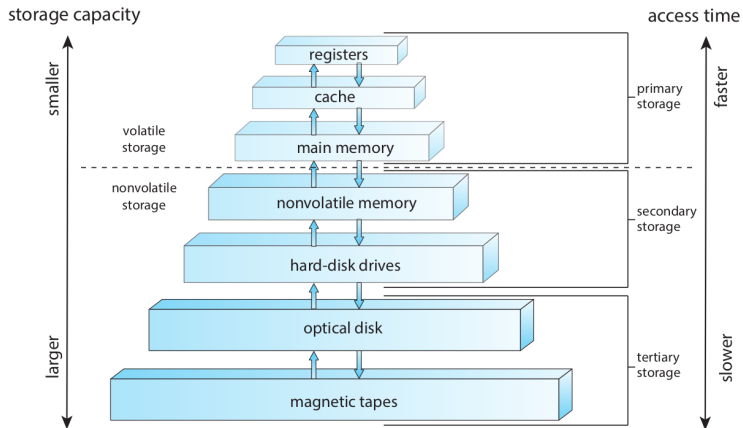 storage capacity
access time
smaller
larger
faster
slower
registers
cache
main memory
nonvolatile memory
hard-disk drives
optical disk
magnetic tapes
volatile
storage
nonvolatile
storage
primary
storage
secondary
storage
tertiary
storage